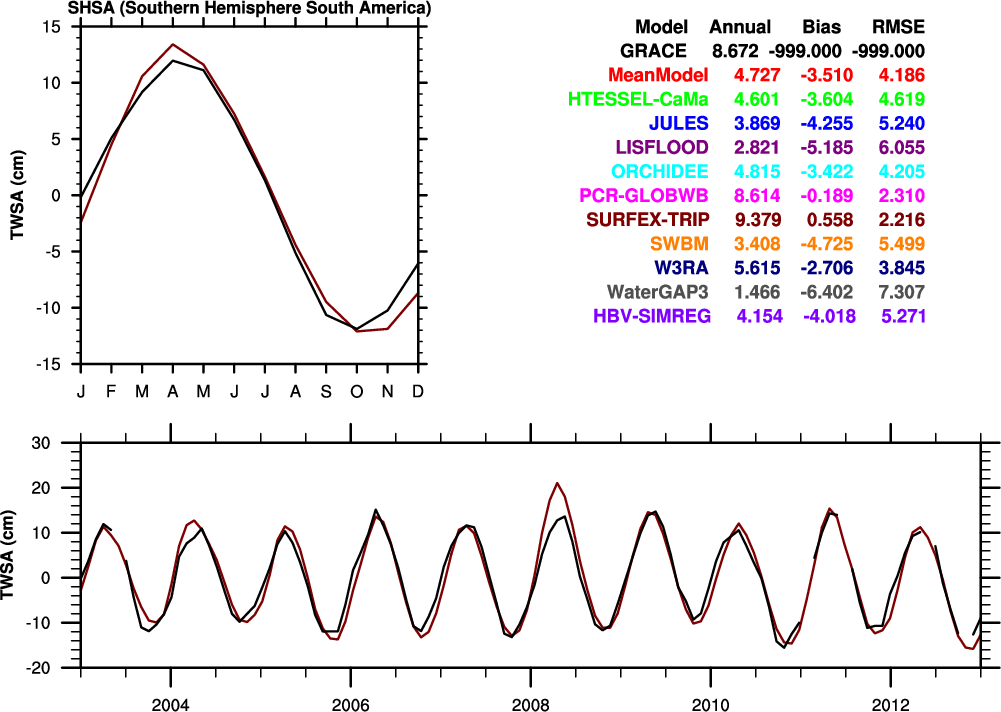 SHSA (Southern Hemisphere South America)
15
10
5
0
-5
-10
-15
TWSA (cm)
J F M A M J J A S O N D
Model Annual Bias RMSE
GRACE 8.672 -999.000 -999.000
MeanModel 4.727 -3.510 4.186
HTESSEL-CaMa 4.601 -3.604 4.619
JULES 3.869 -4.255 5.240
LISFLOOD 2.821 -5.185 6.055
ORCHIDEE 4.815 -3.422 4.205
PCR-GLOBWB 8.614 -0.189 2.310
SURFEX-TRIP 9.379 0.558 2.216
SWBM 3.408 -4.725 5.499
W3RA 5.615 -2.706 3.845
WaterGAP3 1.466 -6.402 7.307
HBV-SIMREG 4.154 -4.018 5.271
30
20
10
0
-10
-20
TWSA (cm)
2004 2006 2008 2010 2012